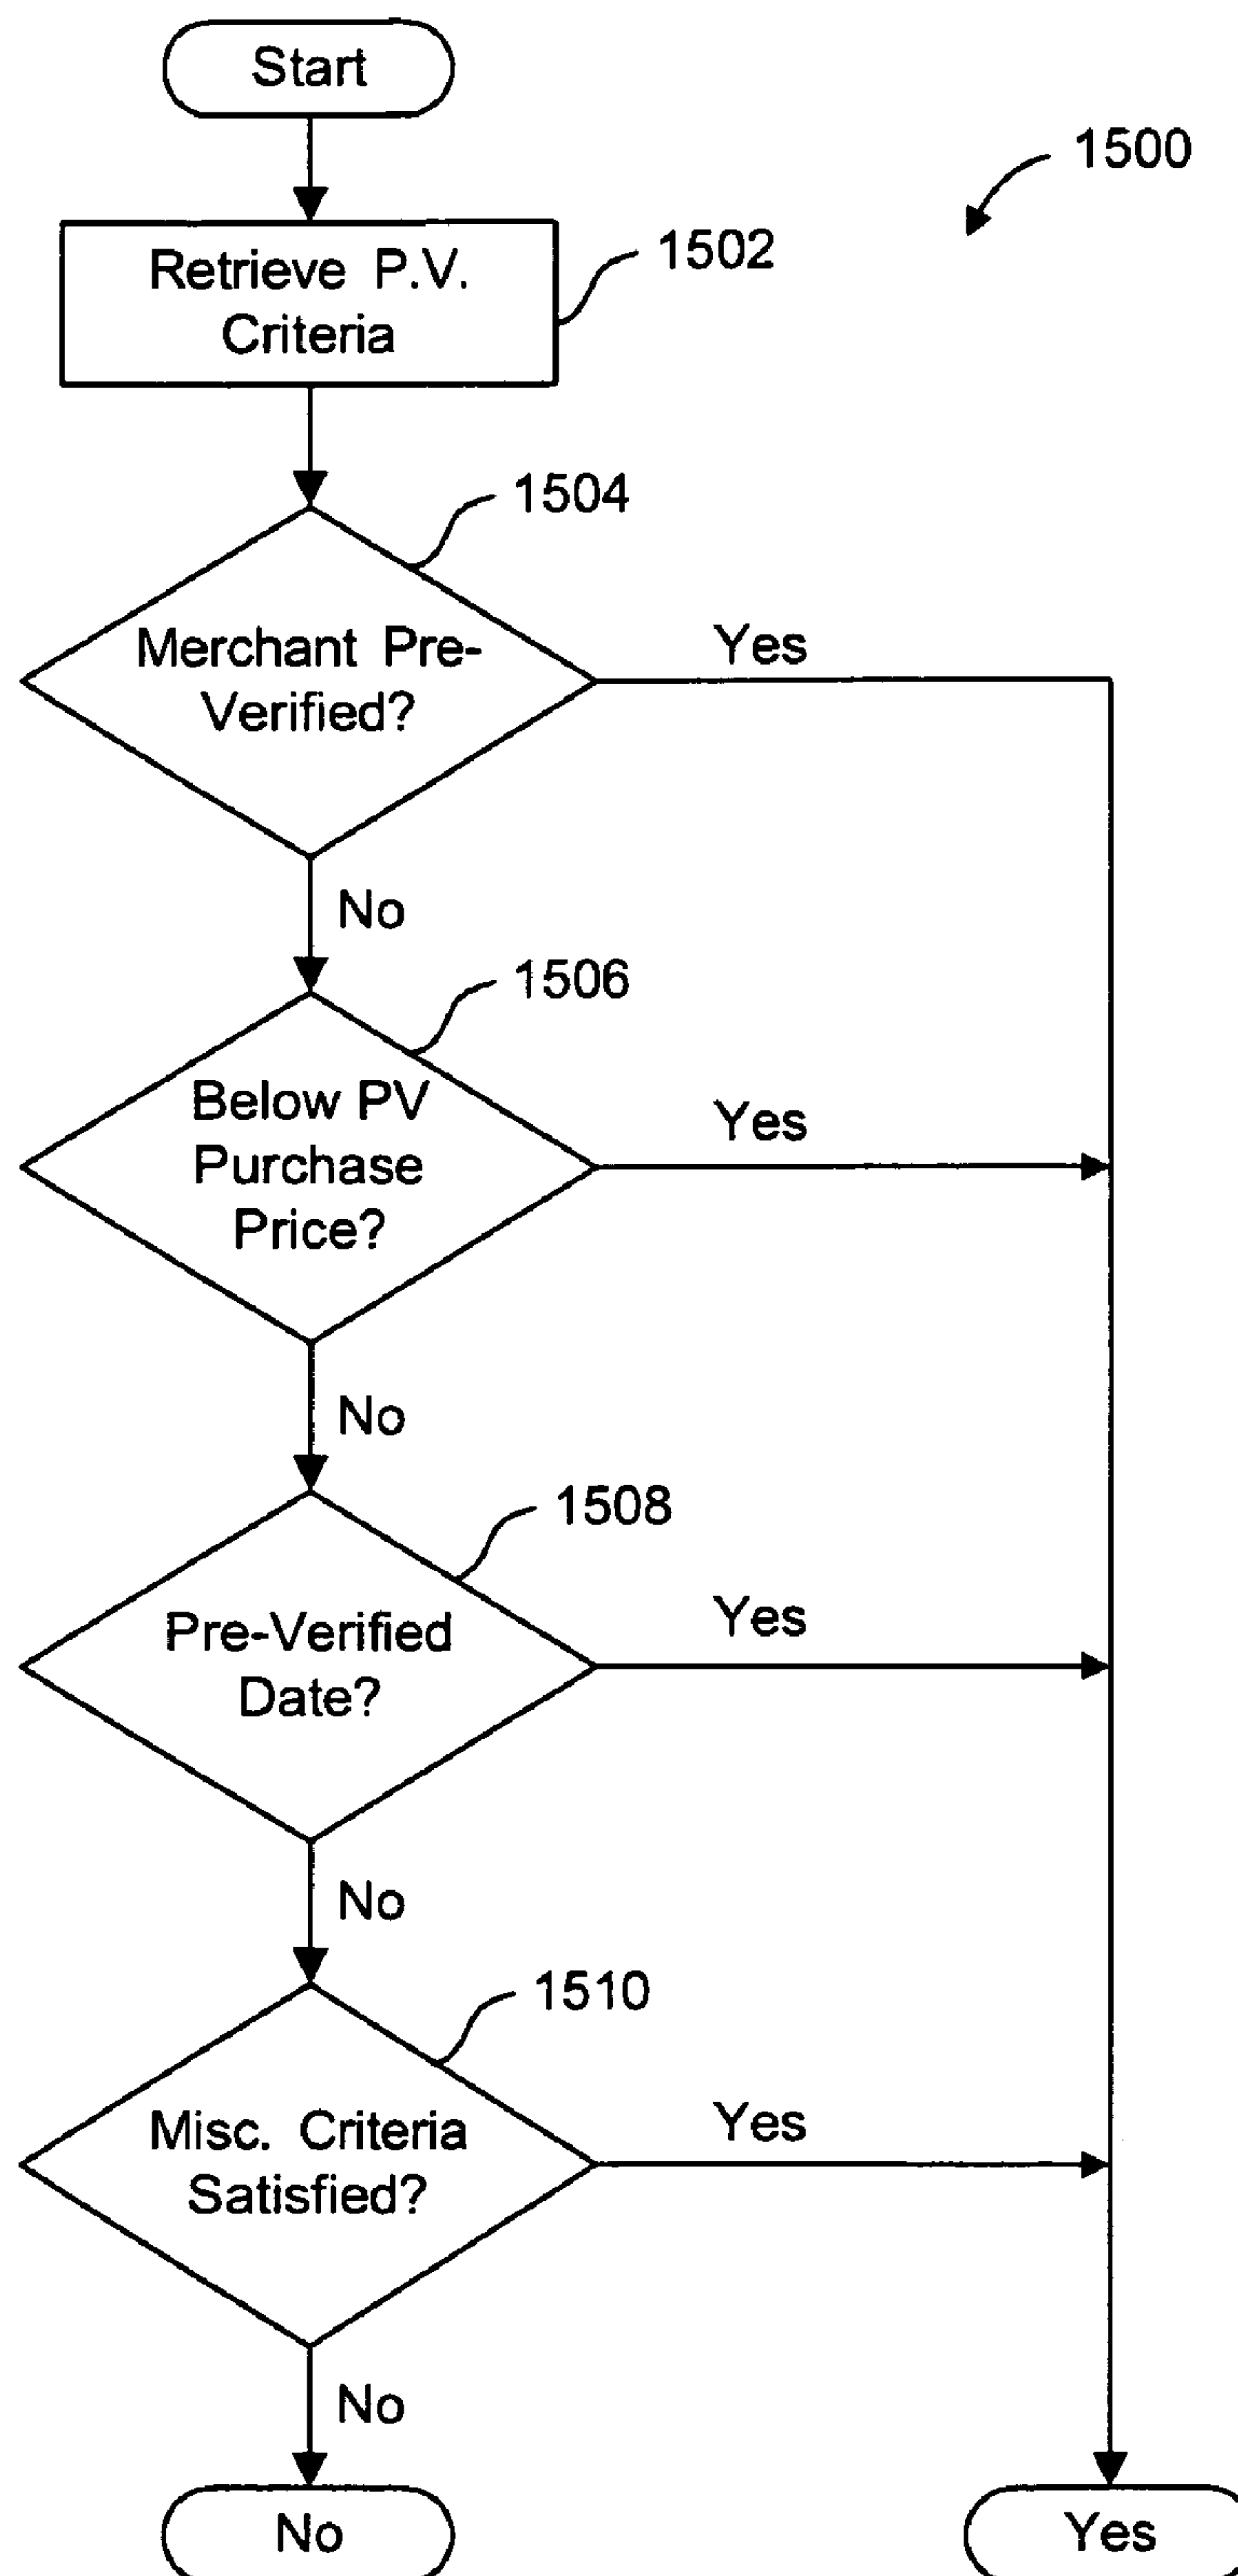 Start
1500
1502
Retrieve P.V.
Criteria
1504
Merchant Pre-
Verified?
Yes
No
1506
Below PV
Purchase
Price?
Yes
No
1508
Pre-Verified
Date?
Yes
No
1510
Misc. Criteria
Satisfied?
Yes
No
No
Yes